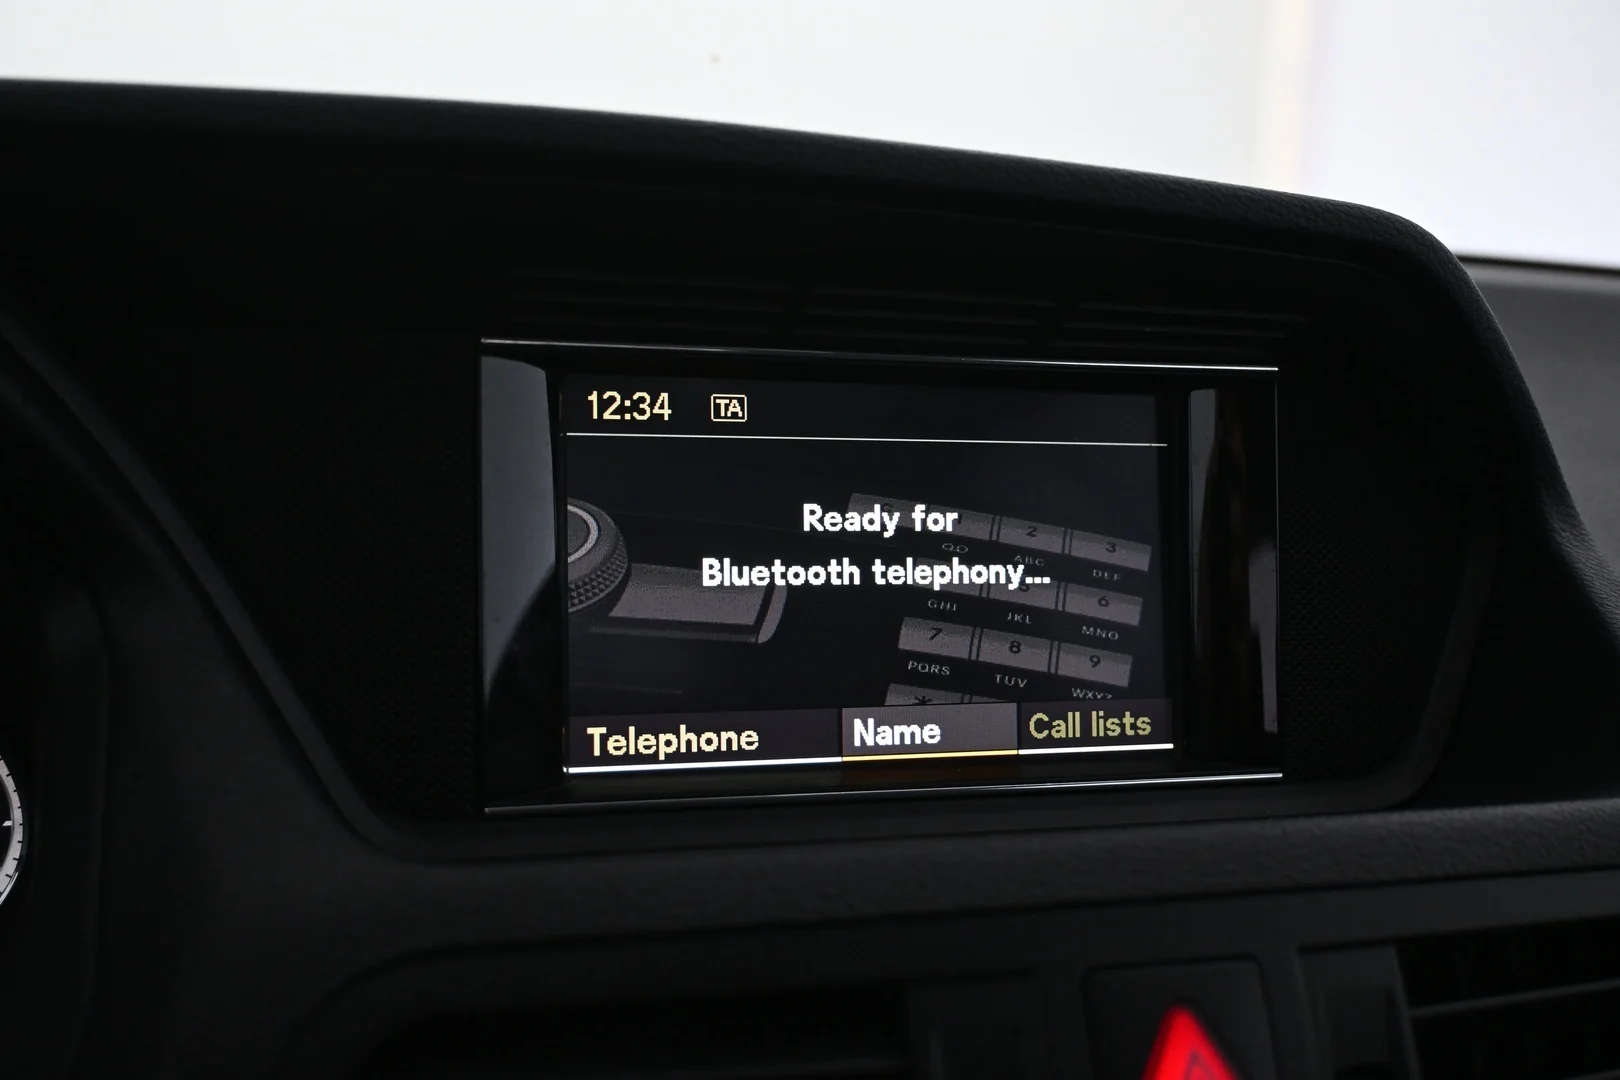 12:34 TA
Ready for
Bluetooth telephony...
2 3
ABC DEF
6
GHI JKL MNO
7 8 9
PQRS TUV WXYZ
*
Telephone Name Call lists